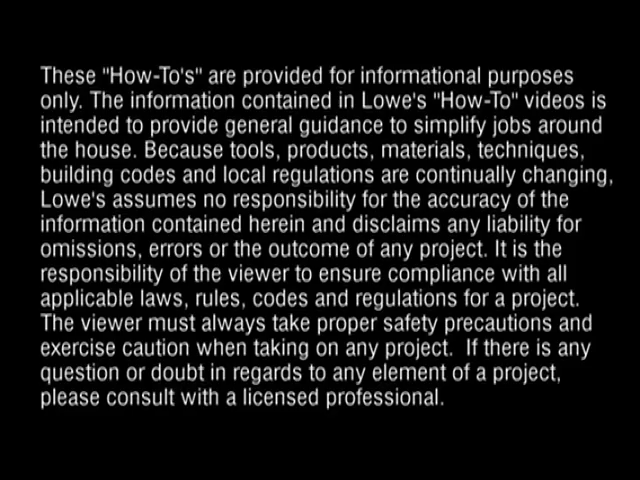 These "How-To's" are provided for informational purposes
only. The information contained in Lowe's "How-To" videos is
intended to provide general guidance to simplify jobs around
the house. Because tools, products, materials, techniques,
building codes and local regulations are continually changing,
Lowe's assumes no responsibility for the accuracy of the
information contained herein and disclaims any liability for
omissions, errors or the outcome of any project. It is the
responsibility of the viewer to ensure compliance with all
applicable laws, rules, codes and regulations for a project.
The viewer must always take proper safety precautions and
exercise caution when taking on any project.  If there is any
question or doubt in regards to any element of a project,
please consult with a licensed professional.